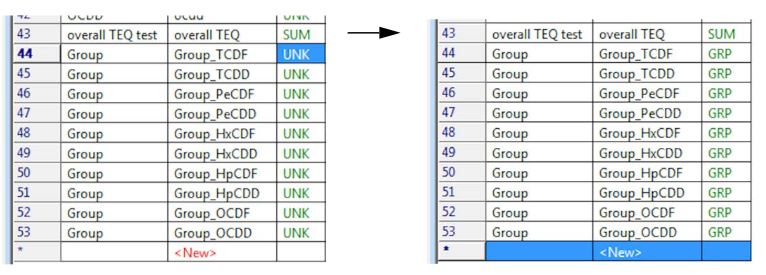 42 OCDD ocdd UNK
43 overall TEQ test overall TEQ SUM
44 Group Group_TCDF UNK
45 Group Group_TCDD UNK
46 Group Group_PeCDF UNK
47 Group Group_PeCDD UNK
48 Group Group_HxCDF UNK
49 Group Group_HxCDD UNK
50 Group Group_HpCDF UNK
51 Group Group_HpCDD UNK
52 Group Group_OCDF UNK
53 Group Group_OCDD UNK
* <New>
43 overall TEQ test overall TEQ SUM
44 Group Group_TCDF GRP
45 Group Group_TCDD GRP
46 Group Group_PeCDF GRP
47 Group Group_PeCDD GRP
48 Group Group_HxCDF GRP
49 Group Group_HxCDD GRP
50 Group Group_HpCDF GRP
51 Group Group_HpCDD GRP
52 Group Group_OCDF GRP
53 Group Group_OCDD GRP
* <New>